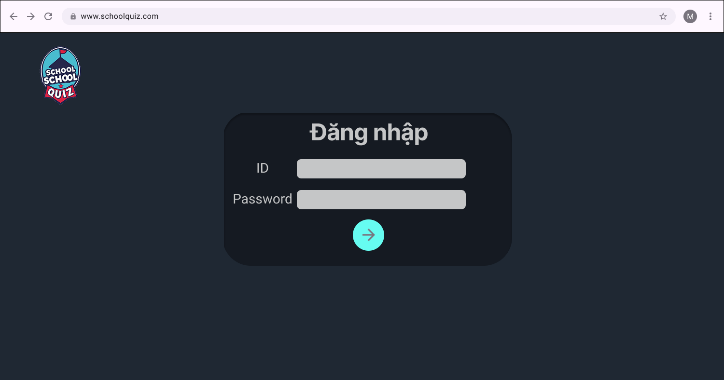 www.schoolquiz.com
M
SCHOOL
SCHOOL
QUIZ
Đăng nhập
ID
Password